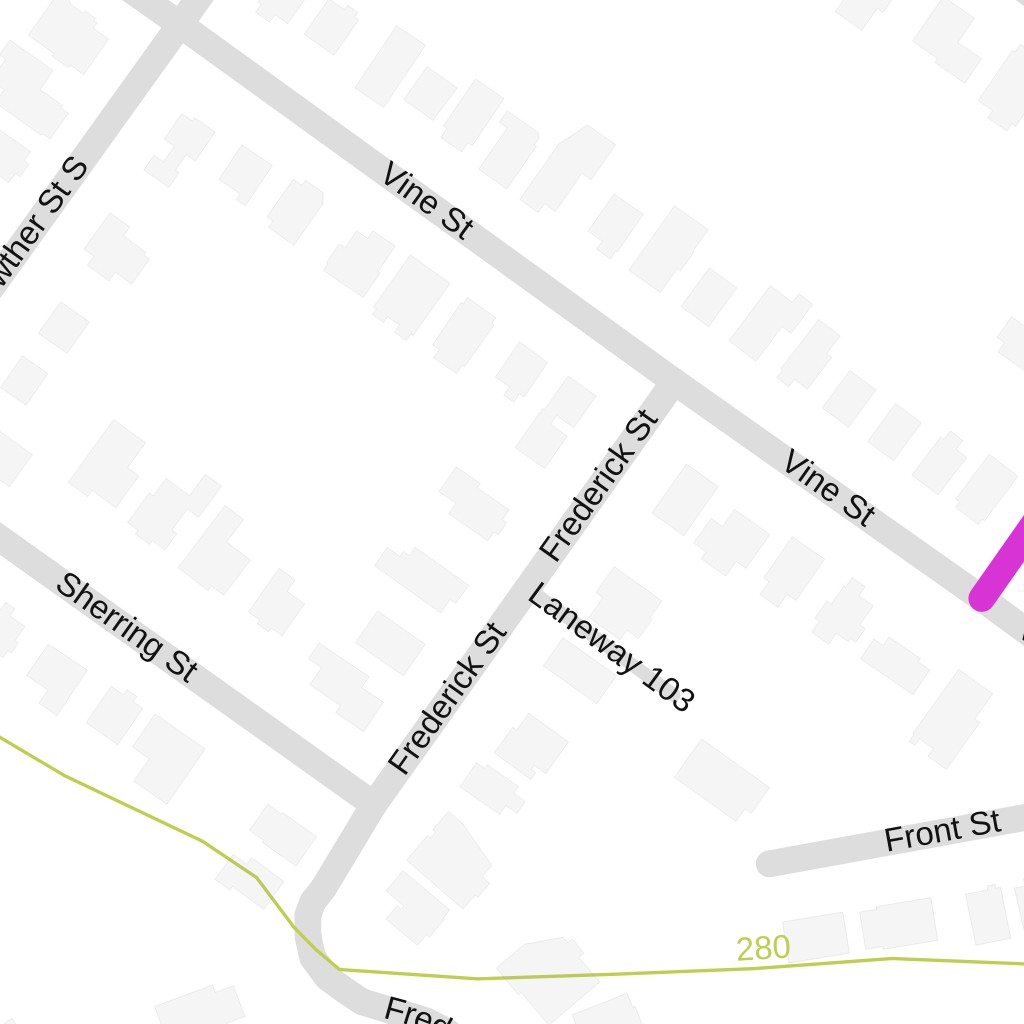 Vine St
wther St S
Frederick St
Vine St
Sherring St
Laneway 103
Frederick St
Front St
280